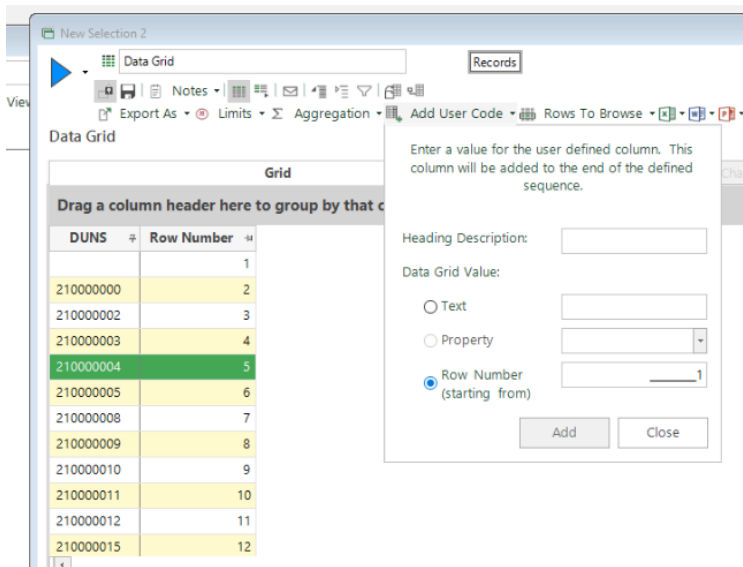 New Selection 2
Data Grid
Records
Notes
View
Export As Limits Σ Aggregation Add User Code Rows To Browse
Data Grid
Enter a value for the user defined column. This
column will be added to the end of the defined
sequence.
Grid
Cha
Drag a column header here to group by that c
DUNS Row Number
1
210000000 2
210000002 3
210000003 4
210000004 5
210000005 6
210000008 7
210000009 8
210000010 9
210000011 10
210000012 11
210000015 12
Heading Description:
Data Grid Value:
Text
Property
Row Number
(starting from)
______1
Add Close